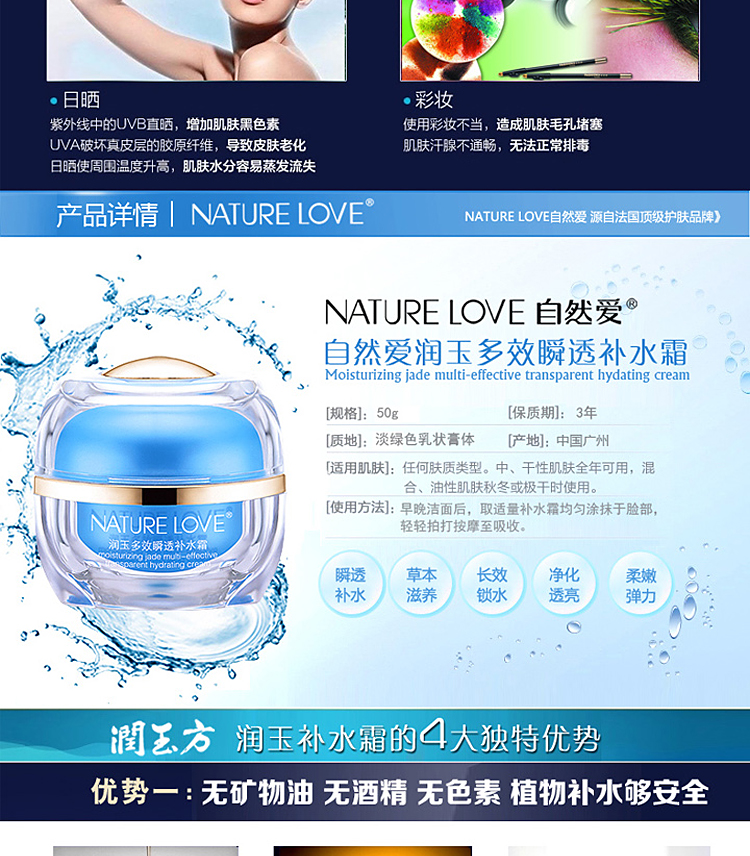 日晒
紫外线中的UVB直晒，增加肌肤黑色素
UVA破坏真皮层的胶原纤维，导致皮肤老化
日晒使周围温度升高，肌肤水分容易蒸发流失
彩妆
使用彩妆不当，造成肌肤毛孔堵塞
肌肤汗腺不通畅，无法正常排毒
产品详情 | NATURE LOVE®
NATURE LOVE自然爱 源自法国顶级护肤品牌》
NATURE LOVE 自然爱®
自然爱润玉多效瞬透补水霜
Moisturizing jade multi-effective transparent hydating cream
[规格]：50g
[保质期]：3年
[质地]：淡绿色乳状膏体
[产地]：中国广州
[适用肌肤]：任何肤质类型。中、干性肌肤全年可用，混
合、油性肌肤秋冬或极干时使用。
[使用方法]：早晚洁面后，取适量补水霜均匀涂抹于脸部，
轻轻拍打按摩至吸收。
瞬透
补水
草本
滋养
长效
锁水
净化
透亮
柔嫩
弹力
NATURE LOVE®
润玉多效瞬透补水霜
moisturizing jade multi-effective
transparent hydrating cream
潤玉方 润玉补水霜的4大独特优势
优势一：无矿物油 无酒精 无色素 植物补水够安全